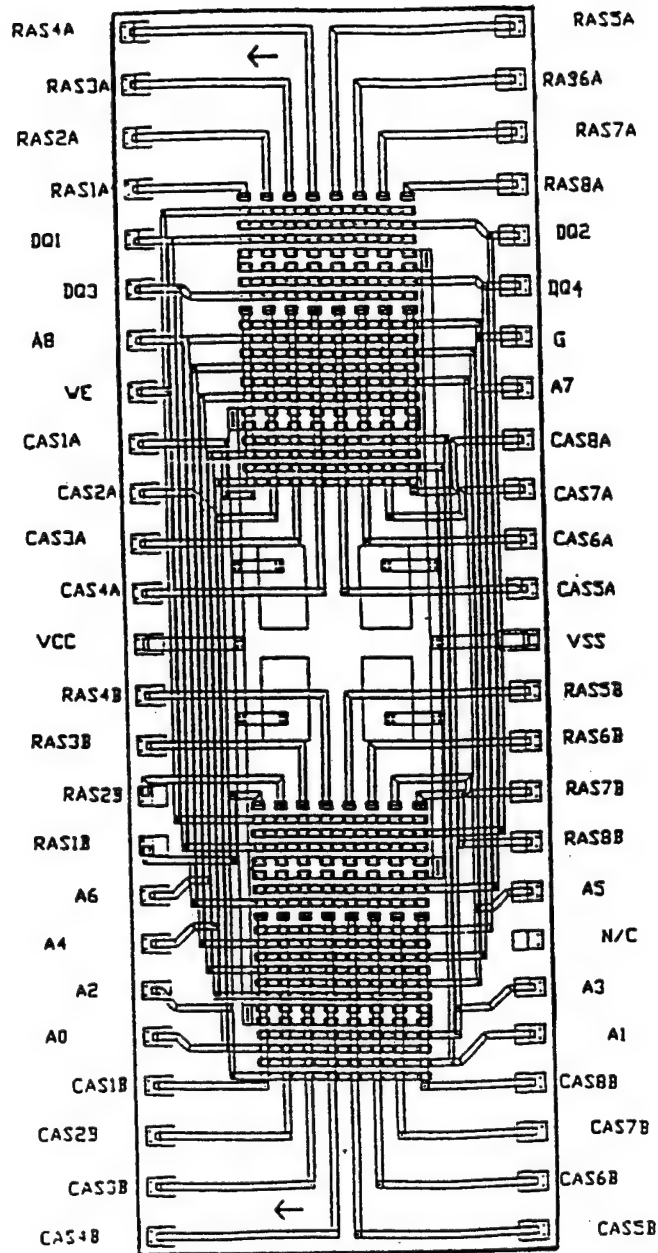 RAS4A RAS5A
RAS3A RAS6A
RAS2A RAS7A
RAS1A RAS8A
DQ1 DQ2
DQ3 DQ4
A8 G
WE A7
CAS1A CAS8A
CAS2A CAS7A
CAS3A CAS6A
CAS4A CAS5A
VCC VSS
RAS4B RAS5B
RAS3B RAS6B
RAS2B RAS7B
RAS1B RAS8B
A6 A5
A4 N/C
A2 A3
A0 A1
CAS1B CAS8B
CAS2B CAS7B
CAS3B CAS6B
CAS4B CAS5B